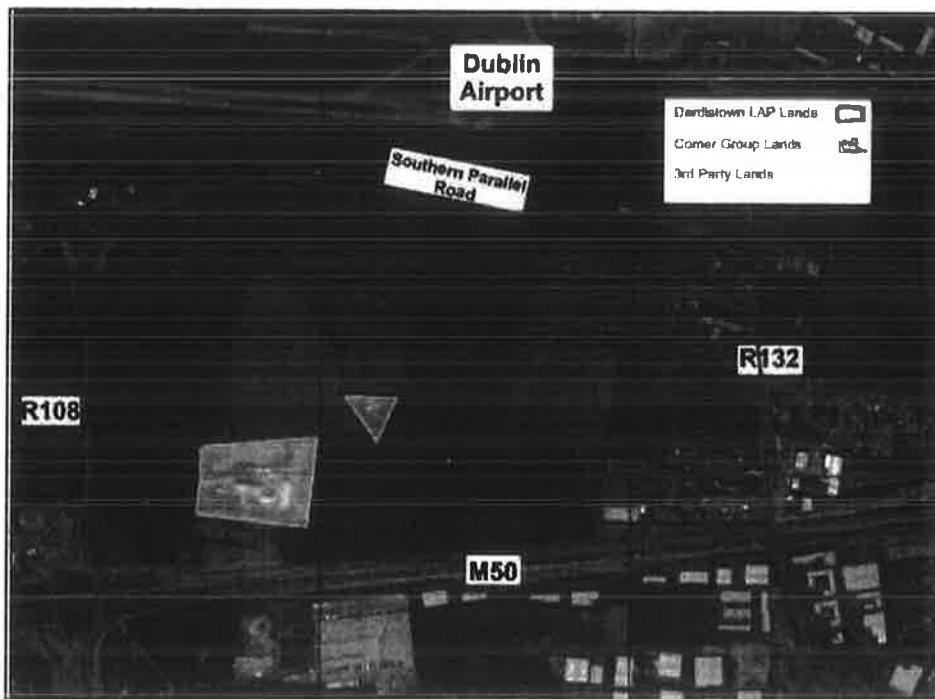 Dublin
Airport
Dardistown LAP Lands
Comer Group Lands
3rd Party Lands
Southern Parallel
Road
R132
R108
M50